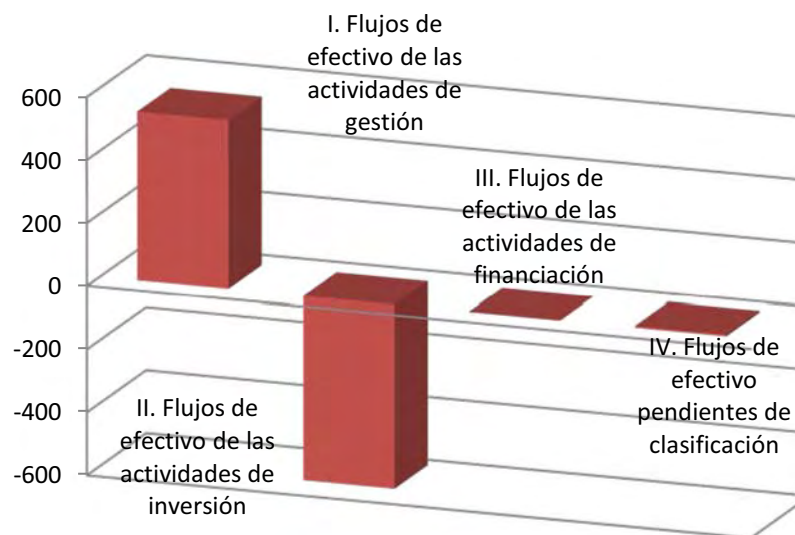 I. Flujos de
efectivo de las
actividades de
gestión
600
400
200
0
-200
-400
-600
III. Flujos de
efectivo de las
actividades de
financiación
IV. Flujos de
efectivo
pendientes de
clasificación
II. Flujos de
efectivo de las
actividades de
inversión